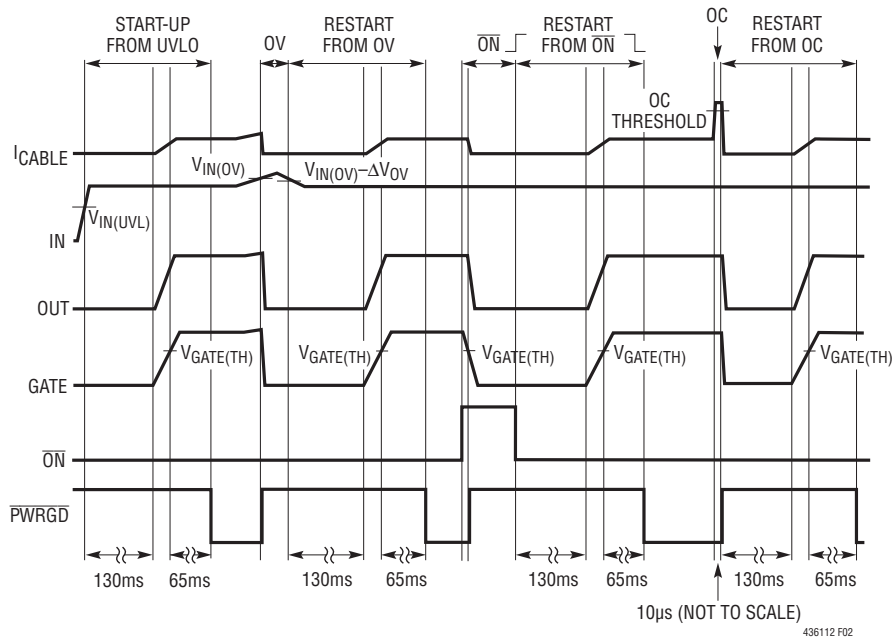 START-UP
FROM UVLO
OV
RESTART
FROM OV
ON
RESTART
FROM ON
OC
RESTART
FROM OC
OC
THRESHOLD
ICABLE
VIN(OV)
VIN(OV)–ΔVOV
VIN(UVL)
IN
OUT
VGATE(TH)
VGATE(TH)
VGATE(TH)
VGATE(TH)
VGATE(TH)
GATE
ON
PWRGD
130ms
65ms
130ms
65ms
130ms
65ms
130ms
65ms
10μs (NOT TO SCALE)
436112 F02